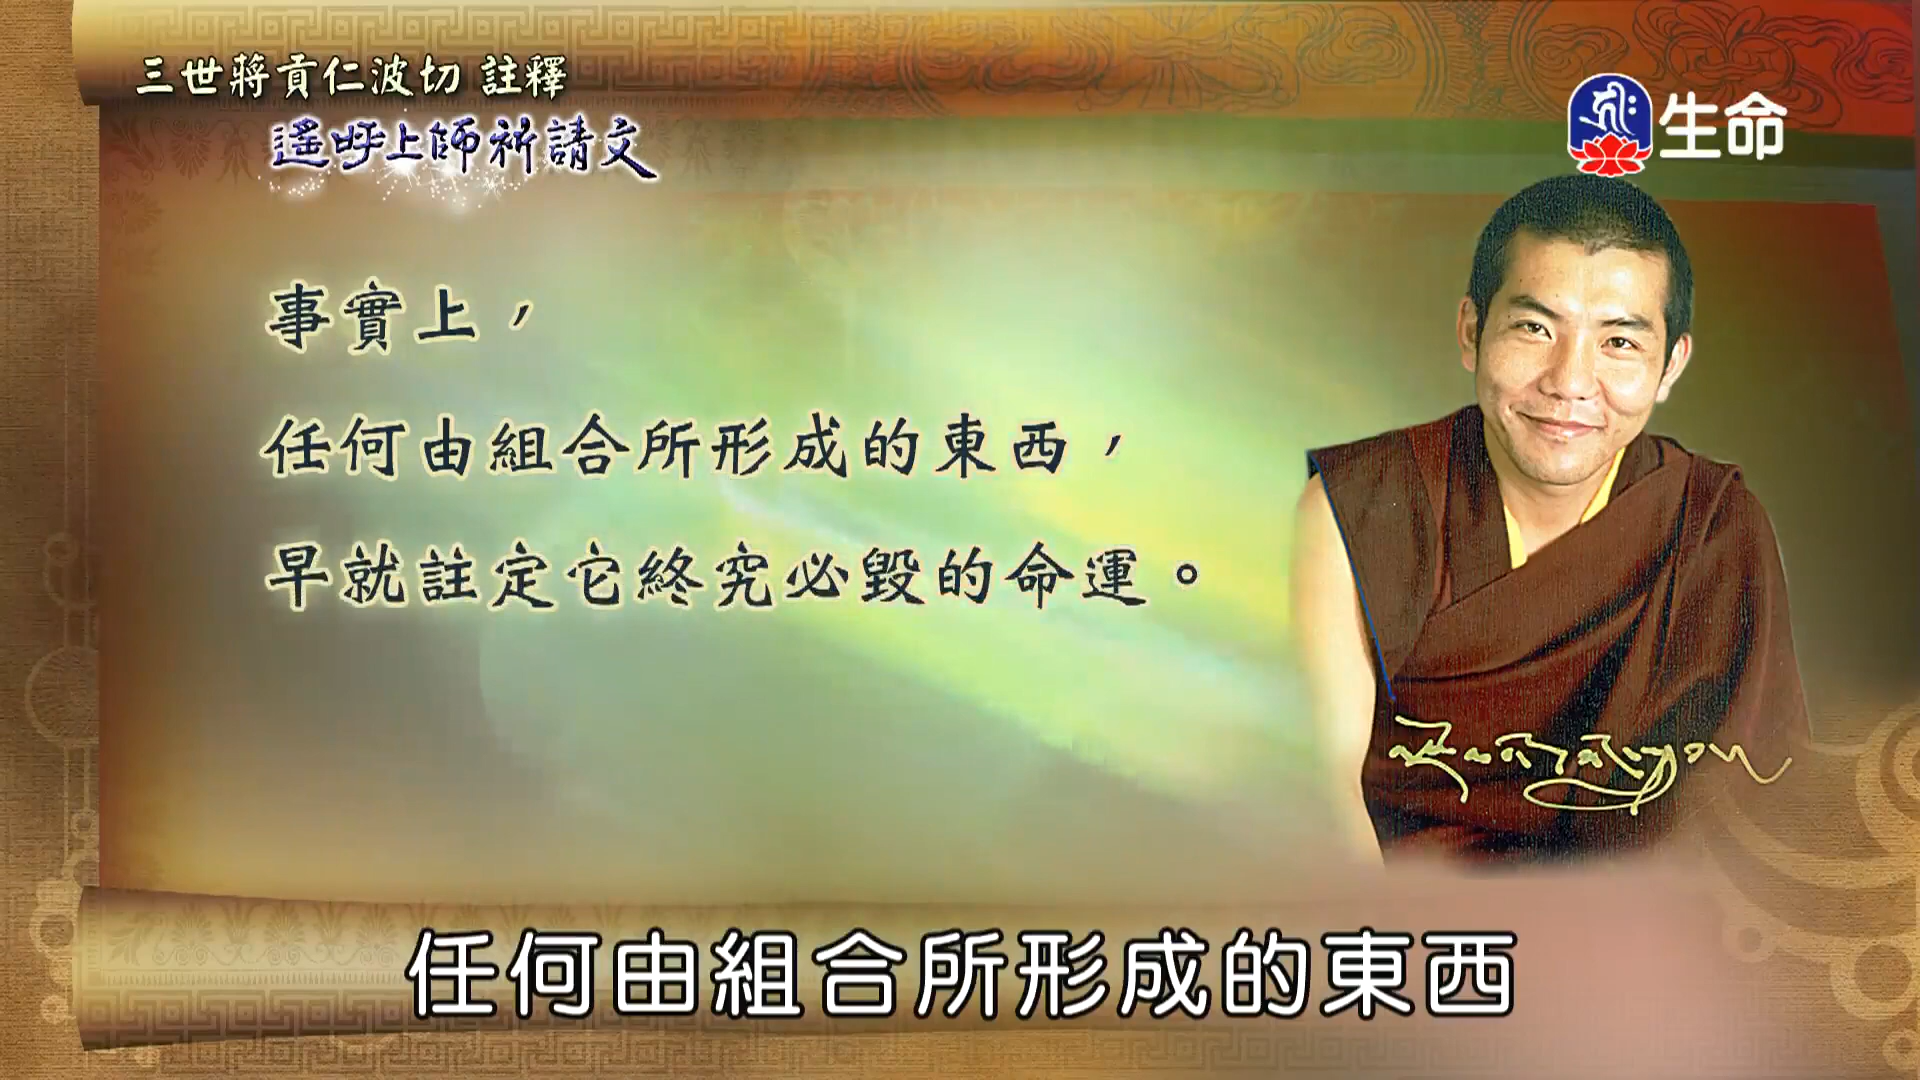 三世蔣貢仁波切 註釋
遙呼上師祈請文
生命
事實上，
任何由組合所形成的東西，
早就註定它終究必毀的命運。
任何由組合所形成的東西